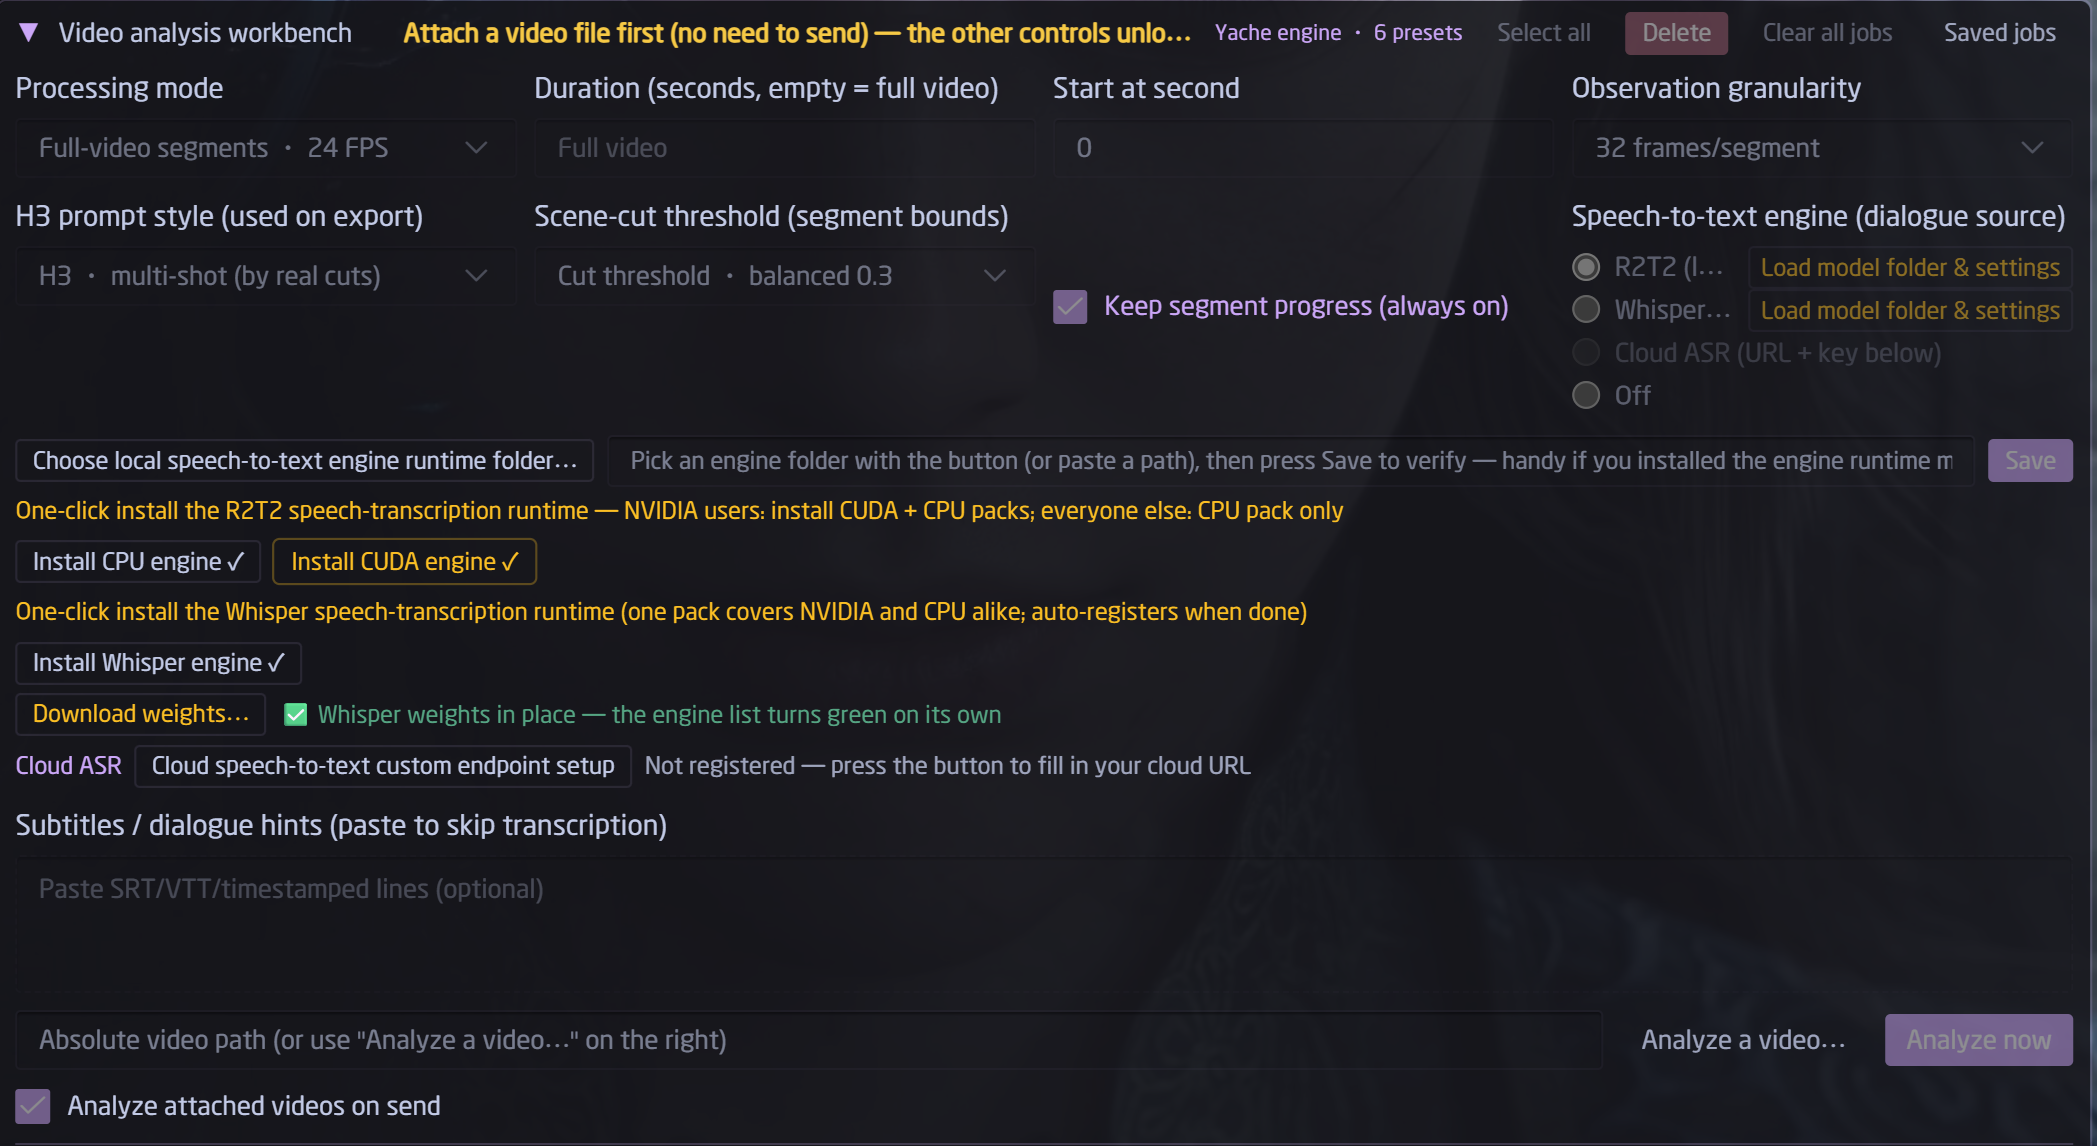 ▼ Video analysis workbench Attach a video file first (no need to send) — the other controls unlo... Yache engine · 6 presets Select all Delete Clear all jobs Saved jobs
Processing mode Duration (seconds, empty = full video) Start at second Observation granularity
Full-video segments · 24 FPS Full video 0 32 frames/segment
H3 prompt style (used on export) Scene-cut threshold (segment bounds) Speech-to-text engine (dialogue source)
H3 · multi-shot (by real cuts) Cut threshold · balanced 0.3
R2T2 (l... Load model folder & settings
Keep segment progress (always on)
Whisper... Load model folder & settings
Cloud ASR (URL + key below)
Off
Choose local speech-to-text engine runtime folder... Pick an engine folder with the button (or paste a path), then press Save to verify — handy if you installed the engine runtime m Save
One-click install the R2T2 speech-transcription runtime — NVIDIA users: install CUDA + CPU packs; everyone else: CPU pack only
Install CPU engine ✓ Install CUDA engine ✓
One-click install the Whisper speech-transcription runtime (one pack covers NVIDIA and CPU alike; auto-registers when done)
Install Whisper engine ✓
Download weights... ✅ Whisper weights in place — the engine list turns green on its own
Cloud ASR Cloud speech-to-text custom endpoint setup Not registered — press the button to fill in your cloud URL
Subtitles / dialogue hints (paste to skip transcription)
Paste SRT/VTT/timestamped lines (optional)
Absolute video path (or use "Analyze a video..." on the right) Analyze a video... Analyze now
Analyze attached videos on send